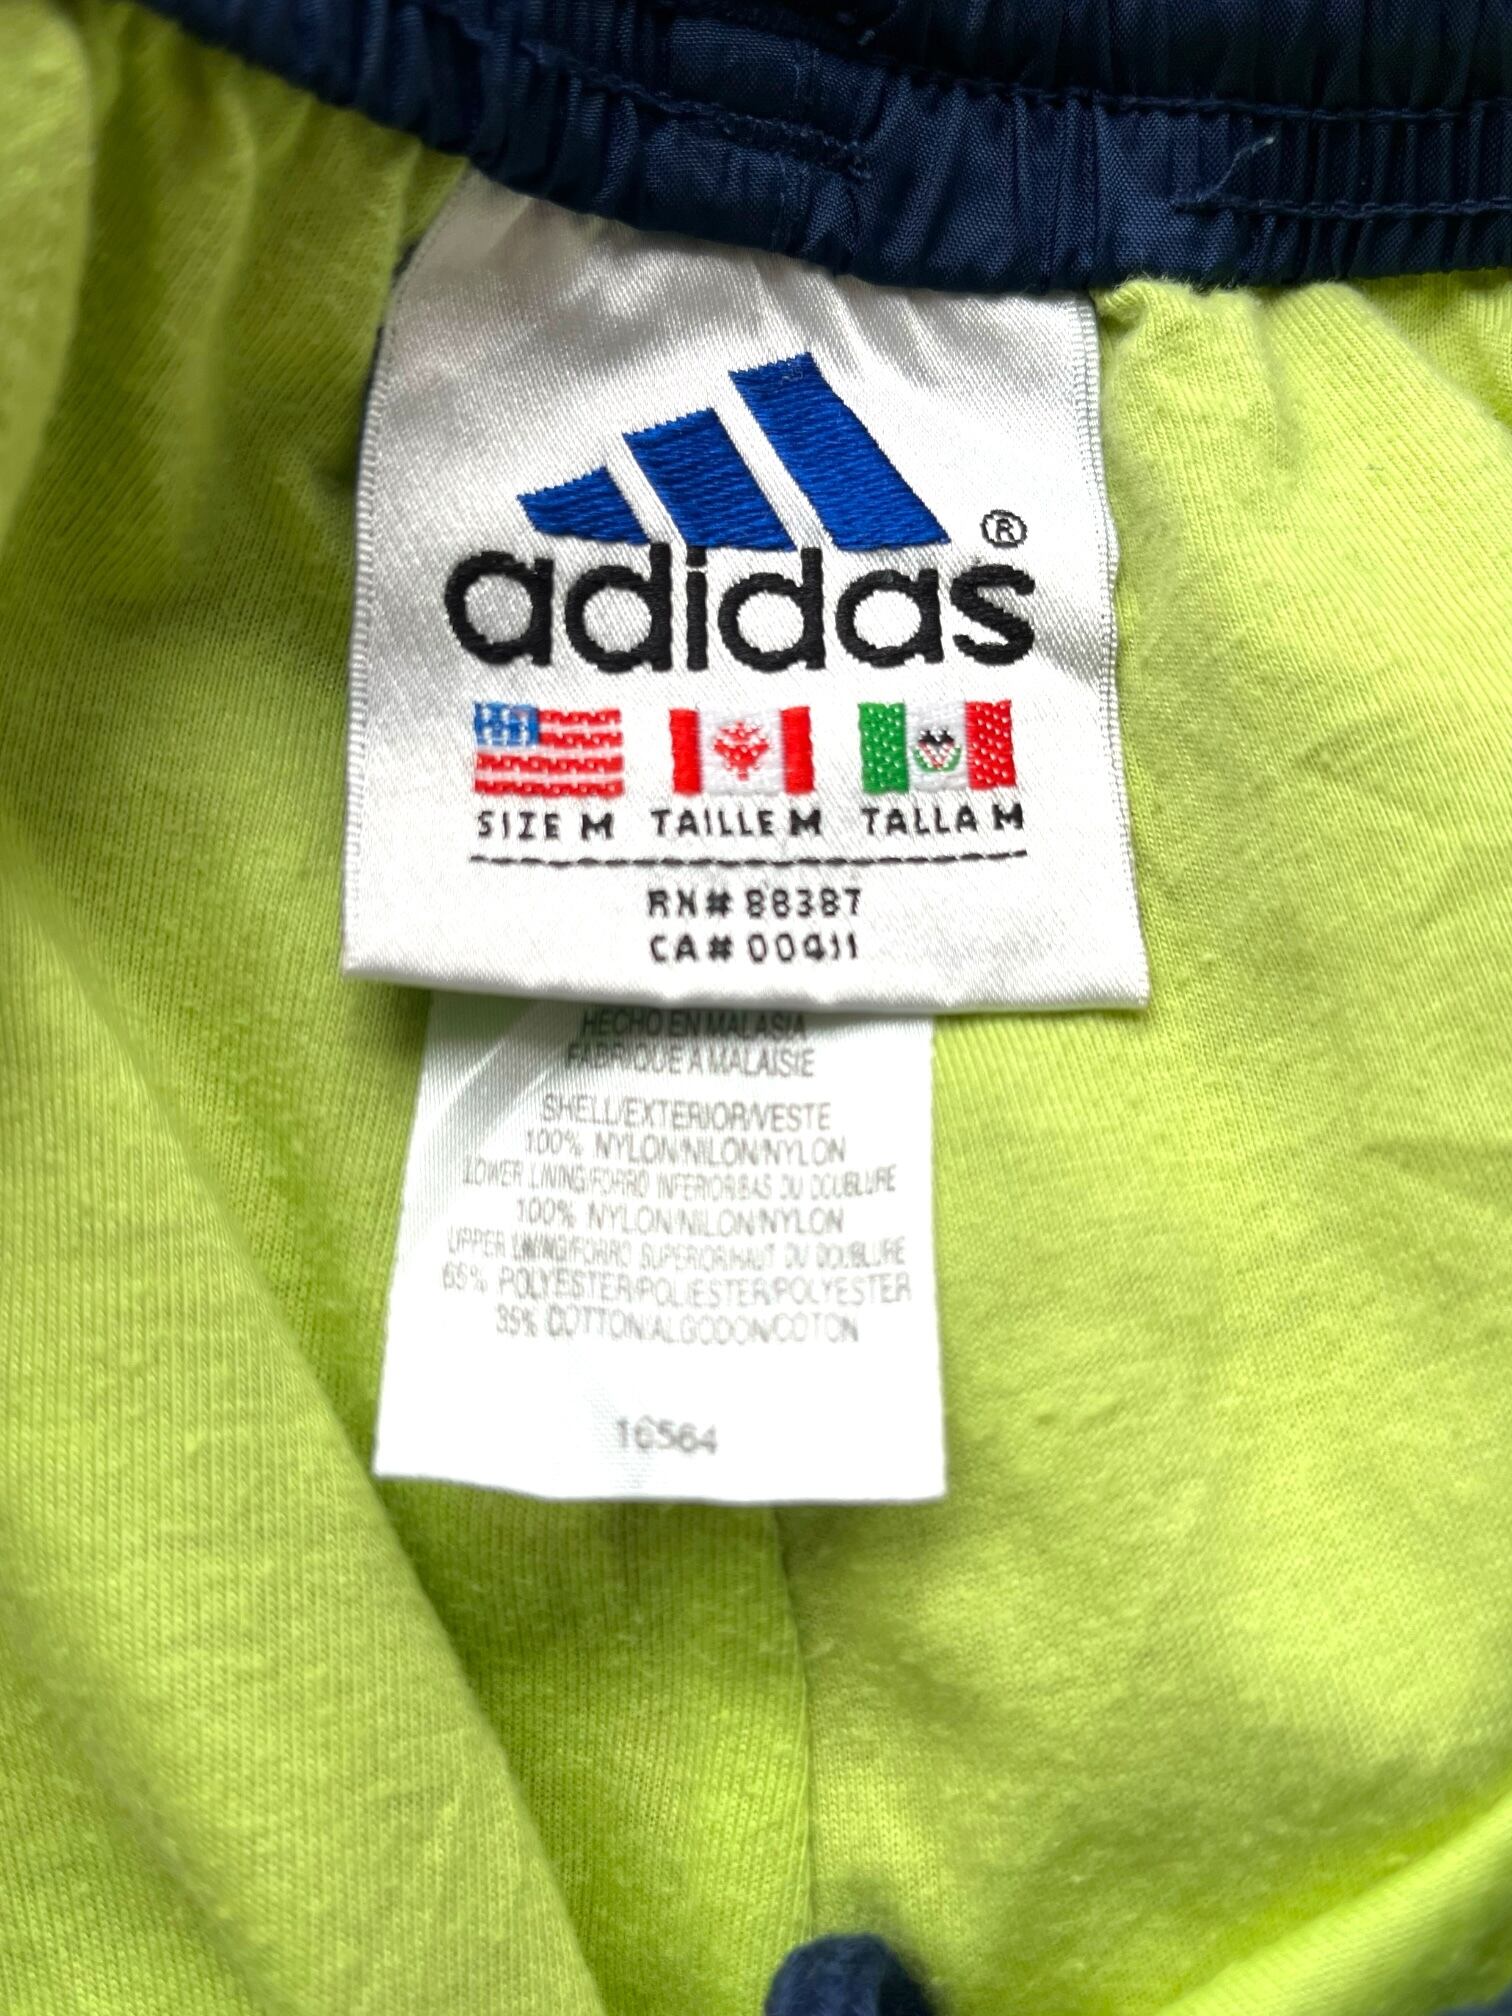 adidas®
SIZE M TAILLE M TALLA M
RN# 88387
CA# 00411
HECHO EN MALASIA
FABRIQUE A MALAISIE
SHELL/EXTERIOR/VESTE
100% NYLON/NILON/NYLON
LOWER LINING/FORRO INFERIOR/BAS DU DOUBLURE
100% NYLON/NILON/NYLON
UPPER LINING/FORRO SUPERIOR/HAUT DU DOUBLURE
65% POLYESTER/POLIESTER/POLYESTER
35% COTTON/ALGODON/COTON
16564